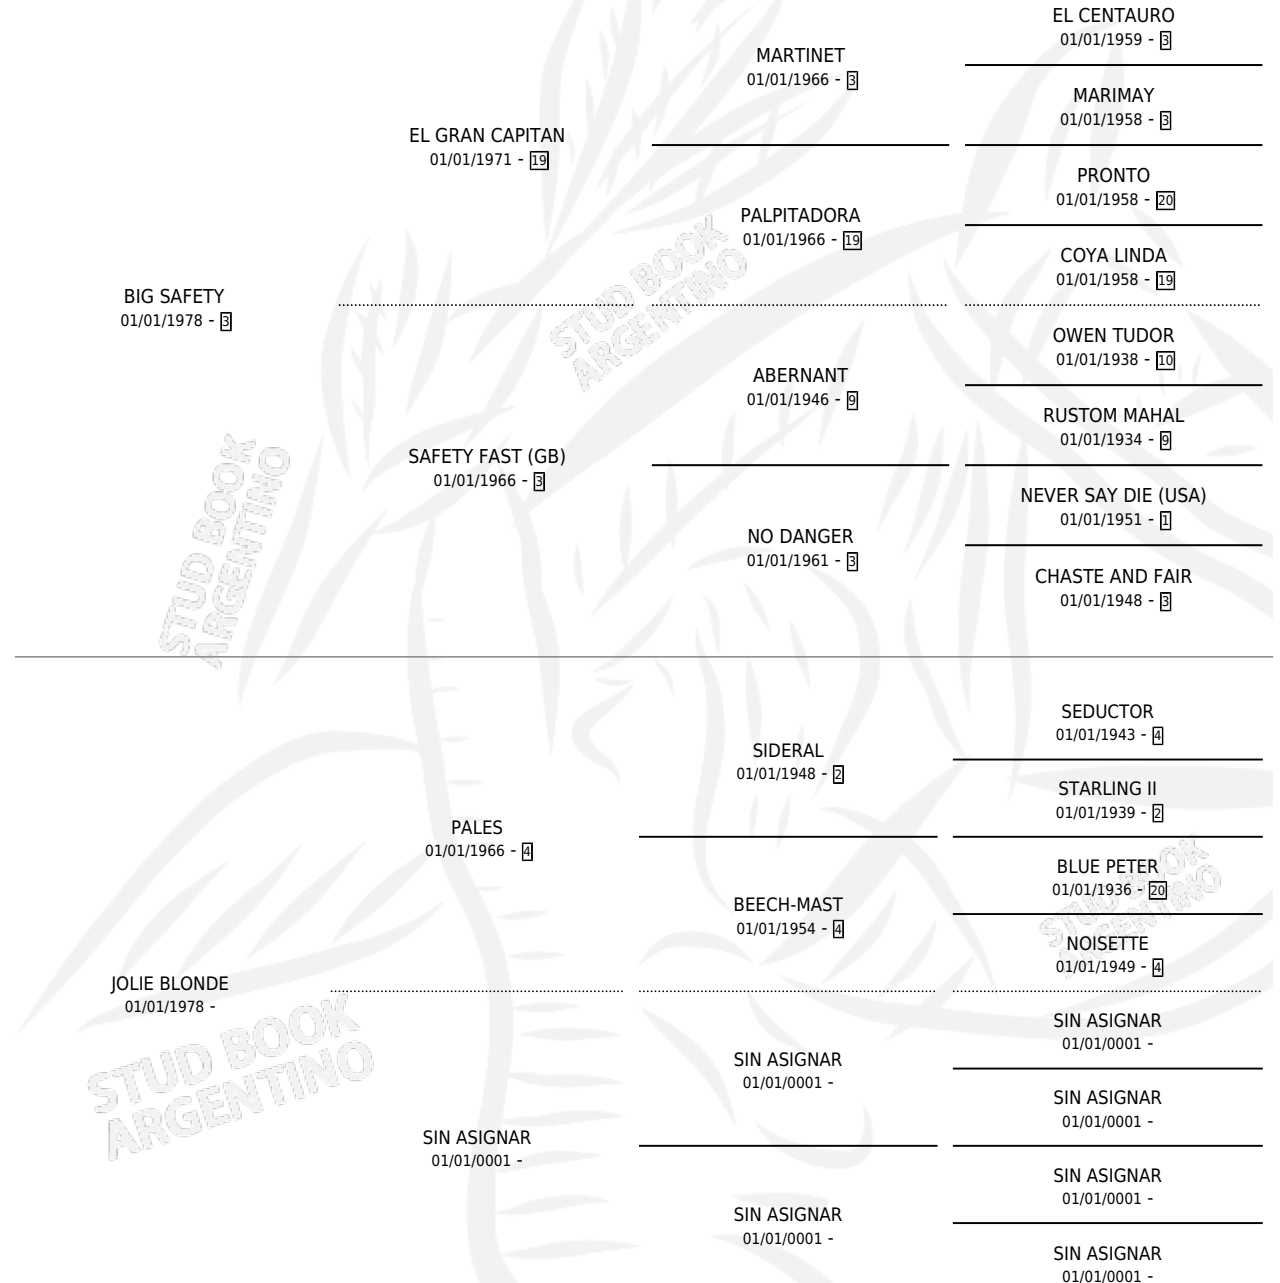 EL CENTAURO
01/01/1959 - 3
MARTINET
01/01/1966 - 3
MARIMAY
01/01/1958 - 3
EL GRAN CAPITAN
01/01/1971 - 19
PRONTO
01/01/1958 - 20
PALPITADORA
01/01/1966 - 19
COYA LINDA
01/01/1958 - 19
BIG SAFETY
01/01/1978 - 3
STUD BOOK
ARGENTINO
OWEN TUDOR
01/01/1938 - 10
ABERNANT
01/01/1946 - 9
RUSTOM MAHAL
01/01/1934 - 9
SAFETY FAST (GB)
01/01/1966 - 3
NEVER SAY DIE (USA)
01/01/1951 - 1
NO DANGER
01/01/1961 - 3
CHASTE AND FAIR
01/01/1948 - 3
STUD BOOK
ARGENTINO
SEDUCTOR
01/01/1943 - 4
SIDERAL
01/01/1948 - 2
STARLING II
01/01/1939 - 2
PALES
01/01/1966 - 4
BLUE PETER
01/01/1936 - 20
BEECH-MAST
01/01/1954 - 4
NOISETTE
01/01/1949 - 4
STUD BOOK
ARGENTINO
JOLIE BLONDE
01/01/1978 -
SIN ASIGNAR
01/01/0001 -
SIN ASIGNAR
01/01/0001 -
SIN ASIGNAR
01/01/0001 -
STUD BOOK
ARGENTINO
SIN ASIGNAR
01/01/0001 -
SIN ASIGNAR
01/01/0001 -
SIN ASIGNAR
01/01/0001 -
SIN ASIGNAR
01/01/0001 -